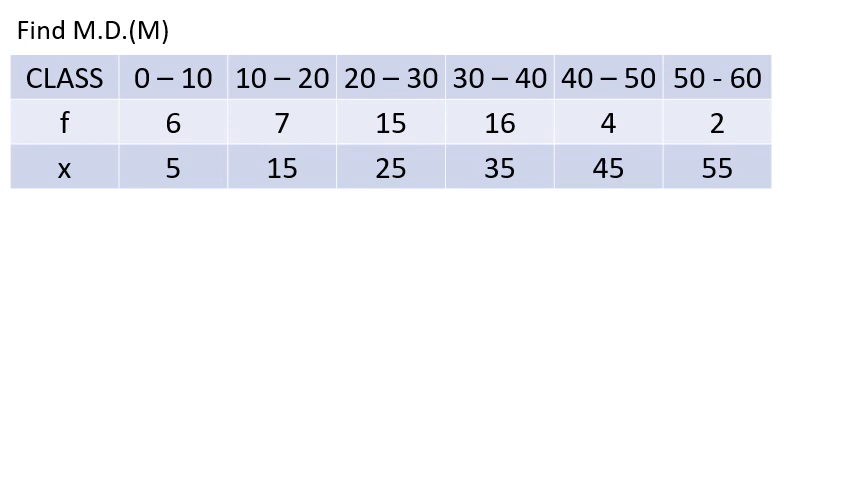 Find M.D.(M)
CLASS 0 – 10 10 – 20 20 – 30 30 – 40 40 – 50 50 - 60
f 6 7 15 16 4 2
x 5 15 25 35 45 55